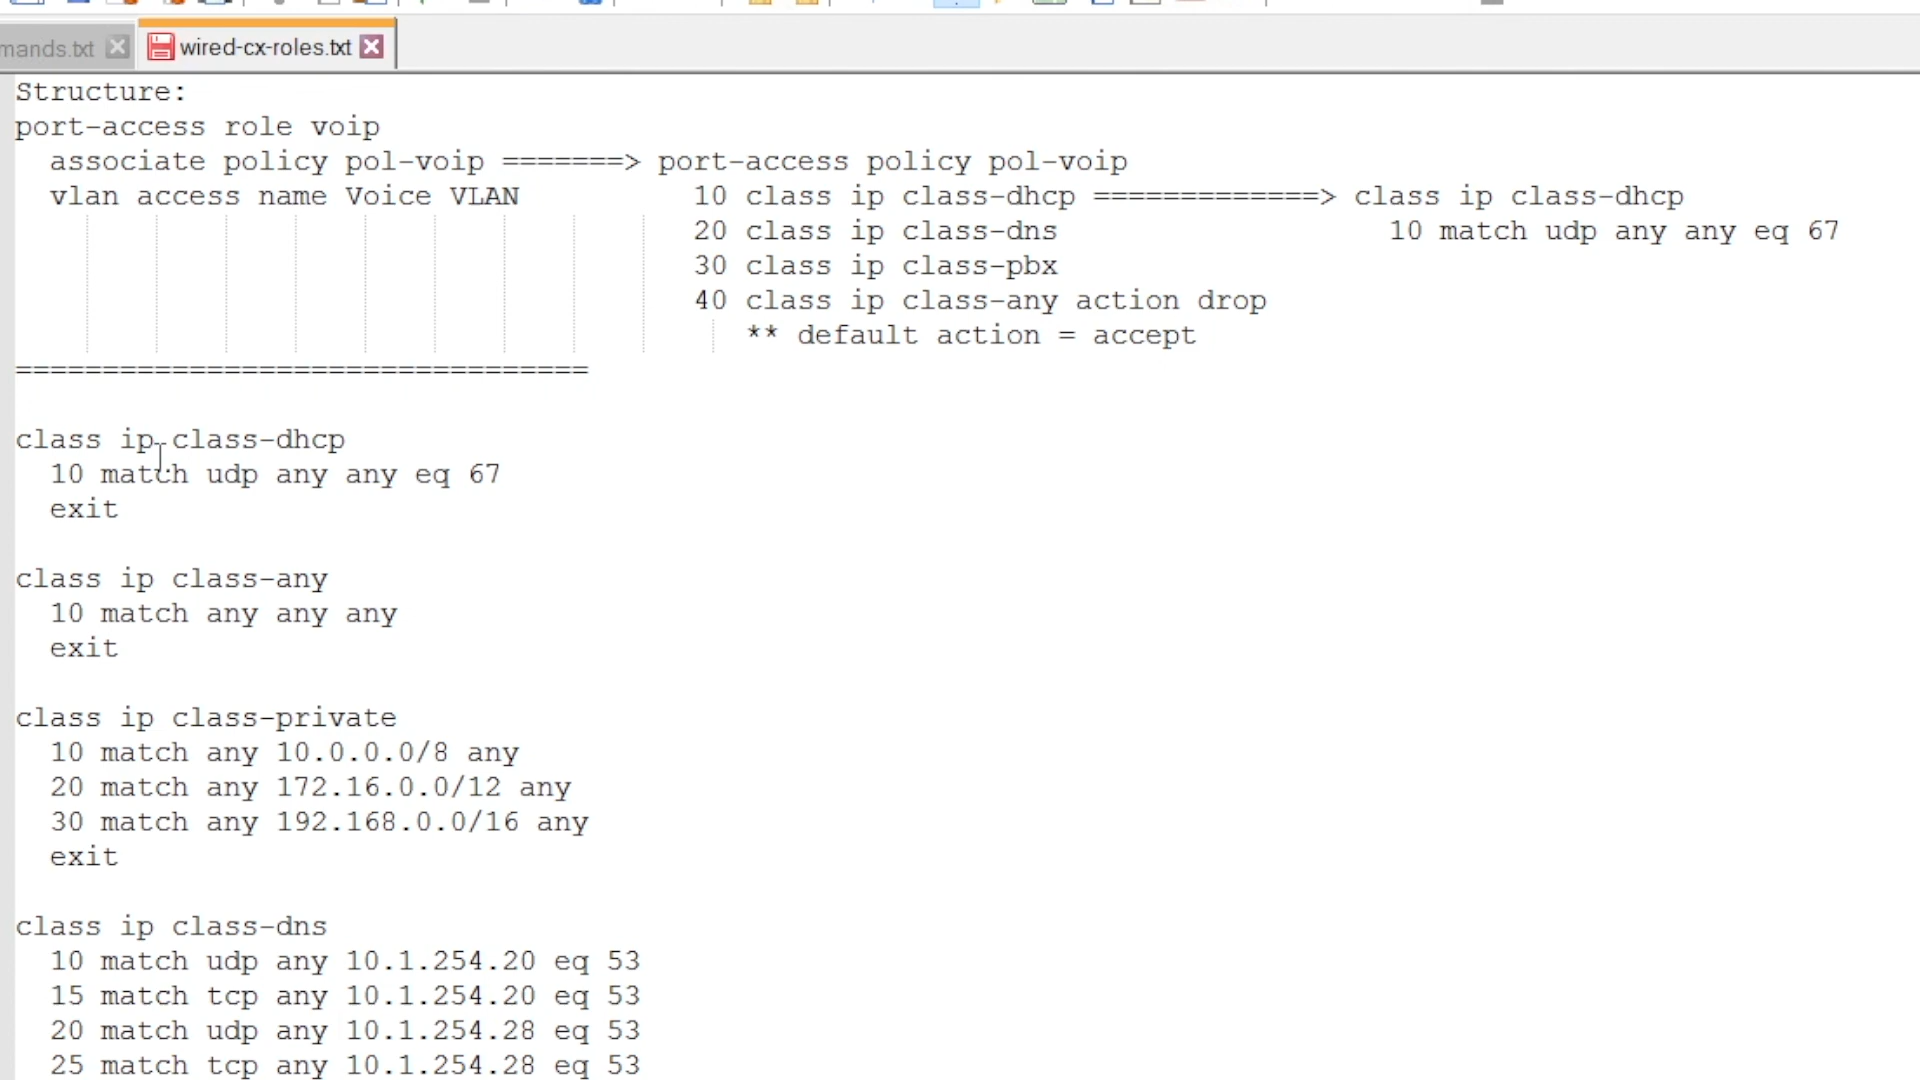 mands.txt wired-cx-roles.txt
Structure:
port-access role voip
associate policy pol-voip =======> port-access policy pol-voip
vlan access name Voice VLAN 10 class ip class-dhcp =============> class ip class-dhcp
20 class ip class-dns 10 match udp any any eq 67
30 class ip class-pbx
40 class ip class-any action drop
** default action = accept
=================================
class ip class-dhcp
10 match udp any any eq 67
exit
class ip class-any
10 match any any any
exit
class ip class-private
10 match any 10.0.0.0/8 any
20 match any 172.16.0.0/12 any
30 match any 192.168.0.0/16 any
exit
class ip class-dns
10 match udp any 10.1.254.20 eq 53
15 match tcp any 10.1.254.20 eq 53
20 match udp any 10.1.254.28 eq 53
25 match tcp any 10.1.254.28 eq 53